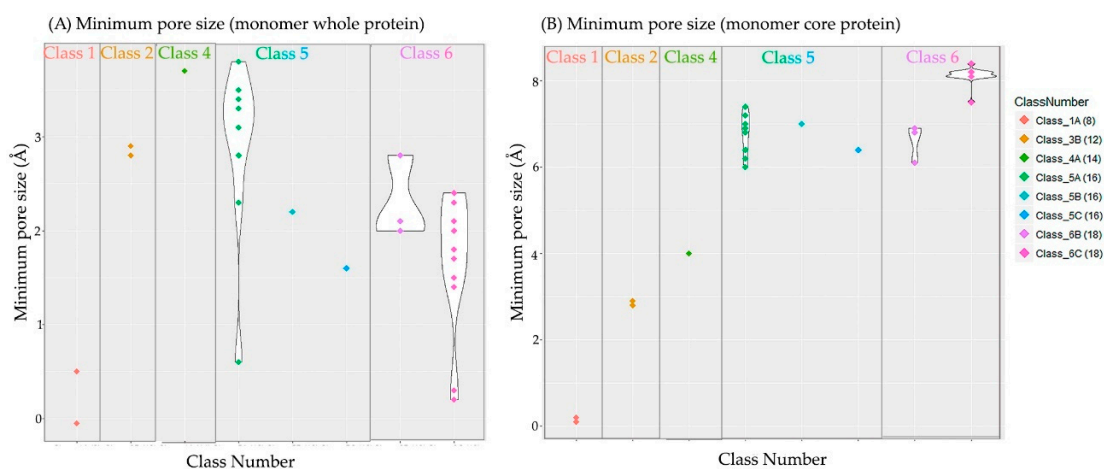 (A) Minimum pore size (monomer whole protein)
Class 1 Class 2 Class 4 Class 5 Class 6
Minimum pore size (Å)
3
2
1
0
Class Number
(B) Minimum pore size (monomer core protein)
Class 1 Class 2 Class 4 Class 5 Class 6
Minimum pore size (Å)
8
6
4
2
0
Class Number
ClassNumber
Class_1A (8)
Class_3B (12)
Class_4A (14)
Class_5A (16)
Class_5B (16)
Class_5C (16)
Class_6B (18)
Class_6C (18)